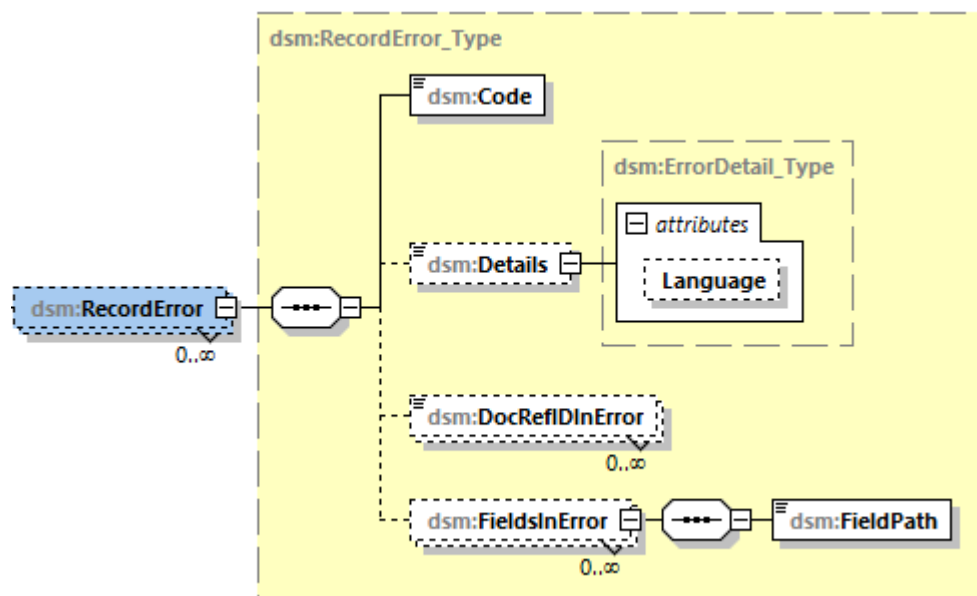 dsm:RecordError_Type
dsm:Code
dsm:ErrorDetail_Type
attributes
dsm:Details
Language
dsm:RecordError
0..∞
dsm:DocRefIDInError
0..∞
dsm:FieldsInError
dsm:FieldPath
0..∞